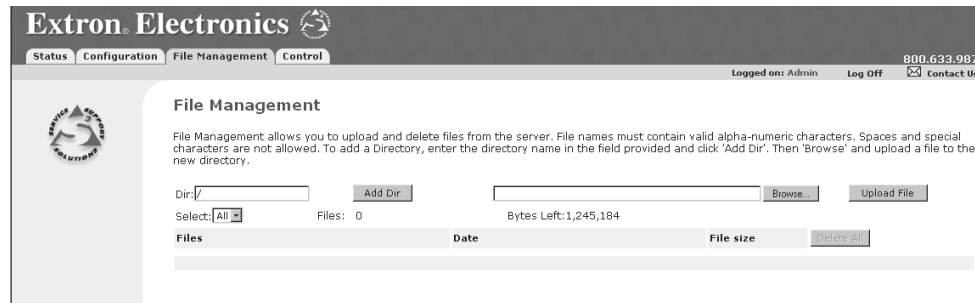 Extron® Electronics
Status Configuration File Management Control
800.633.987
Logged on: Admin Log Off Contact Us
SERVICE SUPPORT SOLUTIONS
File Management
File Management allows you to upload and delete files from the server. File names must contain valid alpha-numeric characters. Spaces and special
characters are not allowed. To add a Directory, enter the directory name in the field provided and click 'Add Dir'. Then 'Browse' and upload a file to the
new directory.
Dir:/ Add Dir Browse... Upload File
Select: All Files: 0 Bytes Left:1,245,184
Files Date File size Delete All